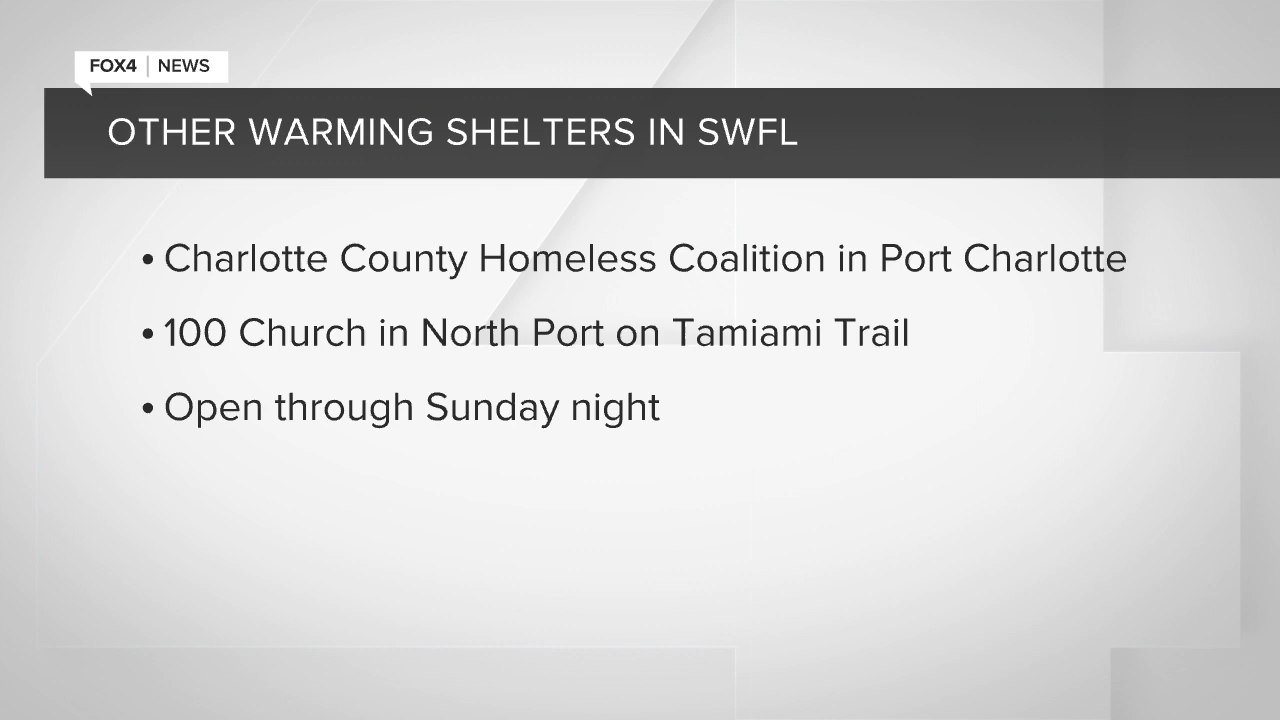 FOX4 | NEWS
OTHER WARMING SHELTERS IN SWFL
• Charlotte County Homeless Coalition in Port Charlotte
• 100 Church in North Port on Tamiami Trail
• Open through Sunday night